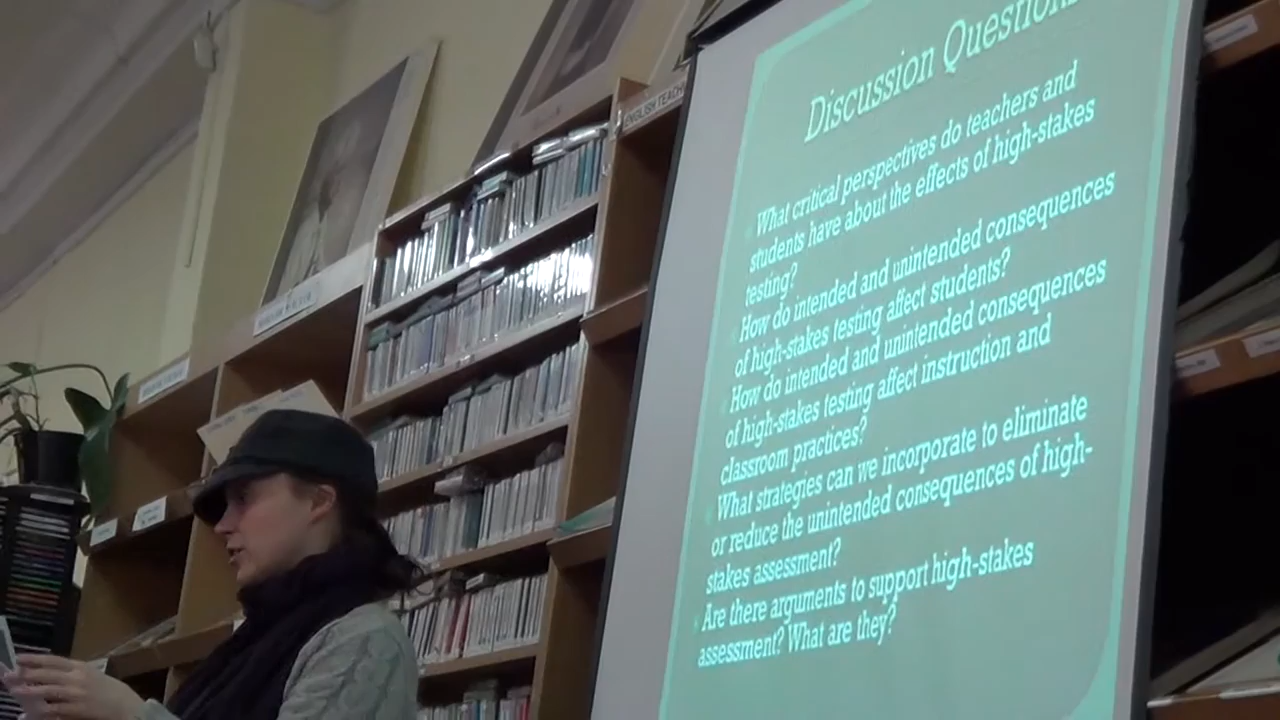 Discussion Questions
What critical perspectives do teachers and
students have about the effects of high-stakes
testing?
How do intended and unintended consequences
of high-stakes testing affect students?
How do intended and unintended consequences
of high-stakes testing affect instruction and
classroom practices?
What strategies can we incorporate to eliminate
or reduce the unintended consequences of high-
stakes assessment?
Are there arguments to support high-stakes
assessment? What are they?
ENGLISH TEACH